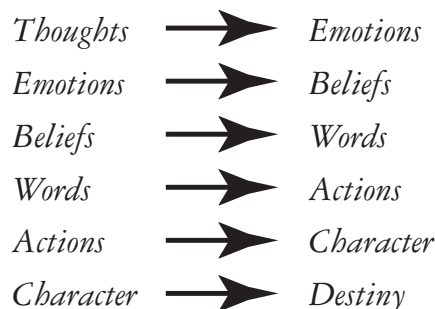 Thoughts Emotions
Emotions Beliefs
Beliefs Words
Words Actions
Actions Character
Character Destiny